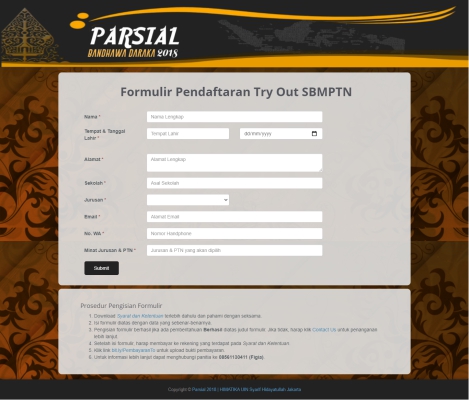 PARSIAL
BANDHAWA DARAKA 2018
Formulir Pendaftaran Try Out SBMPTN
Nama * Nama Lengkap
Tempat & Tanggal Lahir * Tempat Lahir dd/mm/yyyy
Alamat * Alamat Lengkap
Sekolah * Asal Sekolah
Jurusan *
Email * Alamat Email
No. WA * Nomor Handphone
Minat Jurusan & PTN * Jurusan & PTN yang akan dipilih
Submit
Prosedur Pengisian Formulir
1. Download Syarat dan Ketentuan terlebih dahulu dan pahami dengan seksama.
2. Isi formulir diatas dengan data yang sebenar-benarnya.
3. Pengisian formulir berhasil jika ada pemberitahuan Berhasil diatas judul formulir. Jika tidak, harap klik Contact Us untuk penanganan
lebih lanjut
4. Setelah isi formulir, harap membayar ke rekening yang terdapat pada Syarat dan Ketentuan.
5. Klik link untuk upload bukti pembayaran.
6. Untuk informasi lebih lanjut dapat menghubungi panitia ke
Copyright © Parsial 2018 | HIMATIKA UIN Syarif Hidayatullah Jakarta